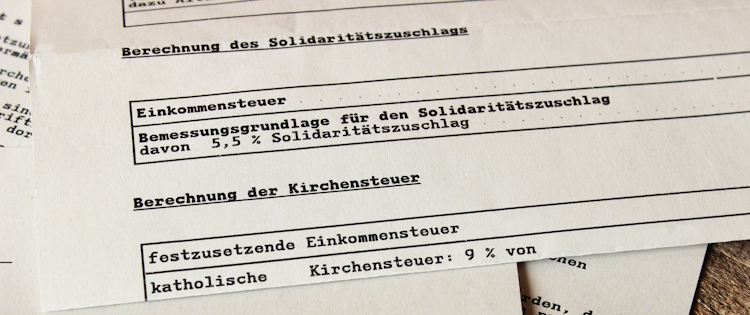 Berechnung des Solidaritätszuschlags
Einkommensteuer
Bemessungsgrundlage für den Solidaritätszuschlag
davon 5,5 % Solidaritätszuschlag
Berechnung der Kirchensteuer
festzusetzende Einkommensteuer
katholische Kirchensteuer: 9 % von